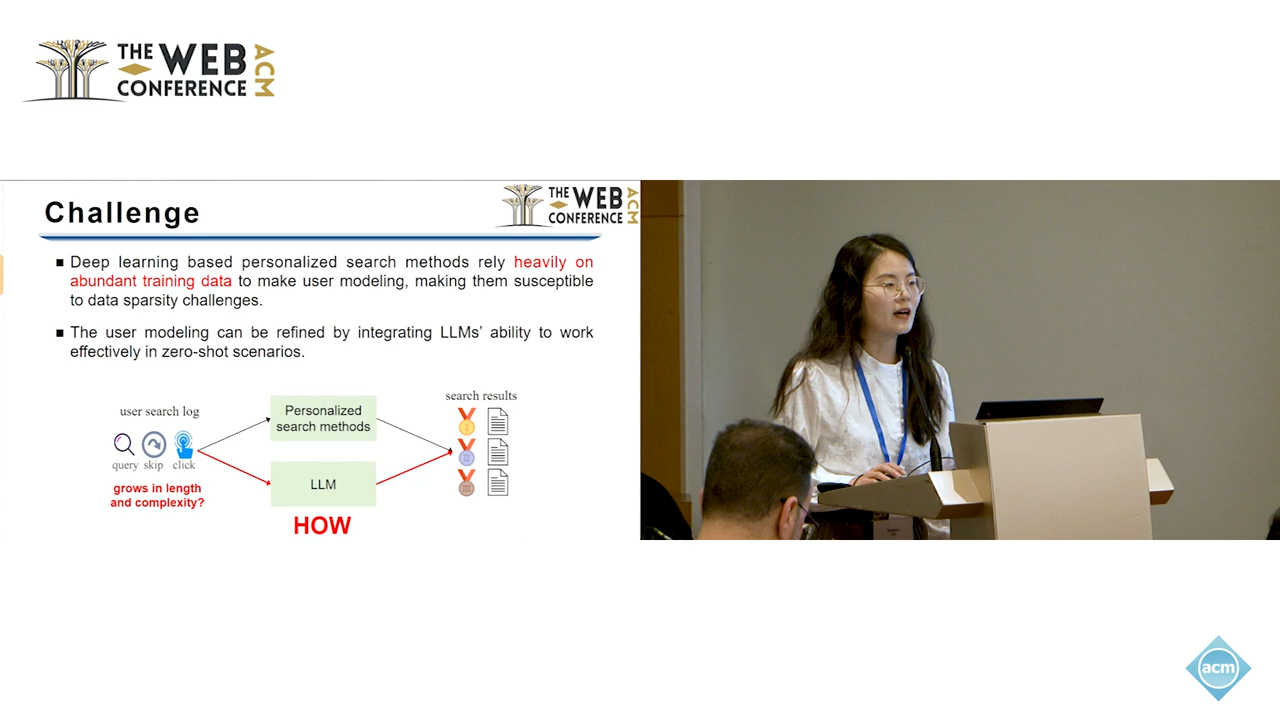 THE WEB
CONFERENCE
ACM
Challenge
THE WEB
CONFERENCE
ACM
■ Deep learning based personalized search methods rely heavily on
abundant training data to make user modeling, making them susceptible
to data sparsity challenges.
■ The user modeling can be refined by integrating LLMs' ability to work
effectively in zero-shot scenarios.
user search log
query skip click
grows in length
and complexity?
Personalized
search methods
LLM
HOW
search results
I
II
III
acm